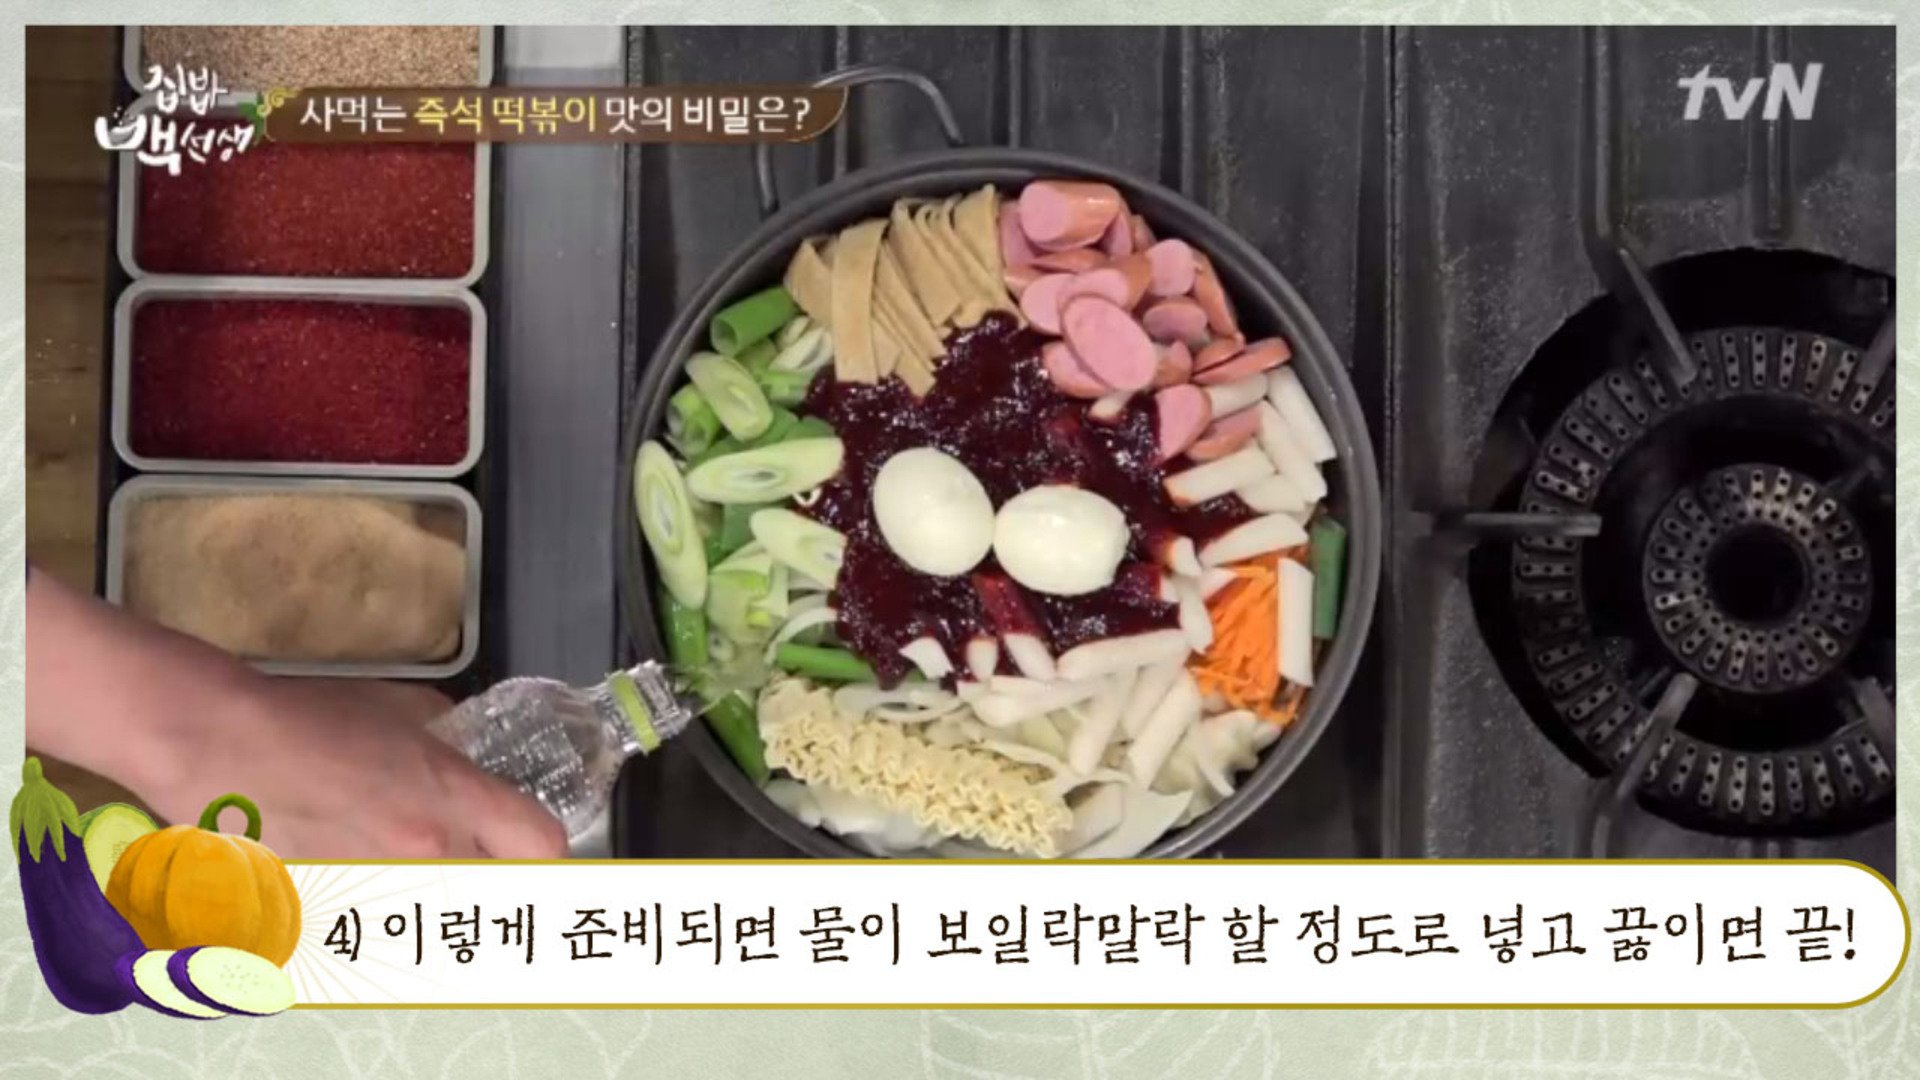 집밥
백선생
사먹는 즉석 떡볶이 맛의 비밀은?
tvN
4) 이렇게 준비되면 물이 보일락말락 할 정도로 넣고 끓이면 끝!